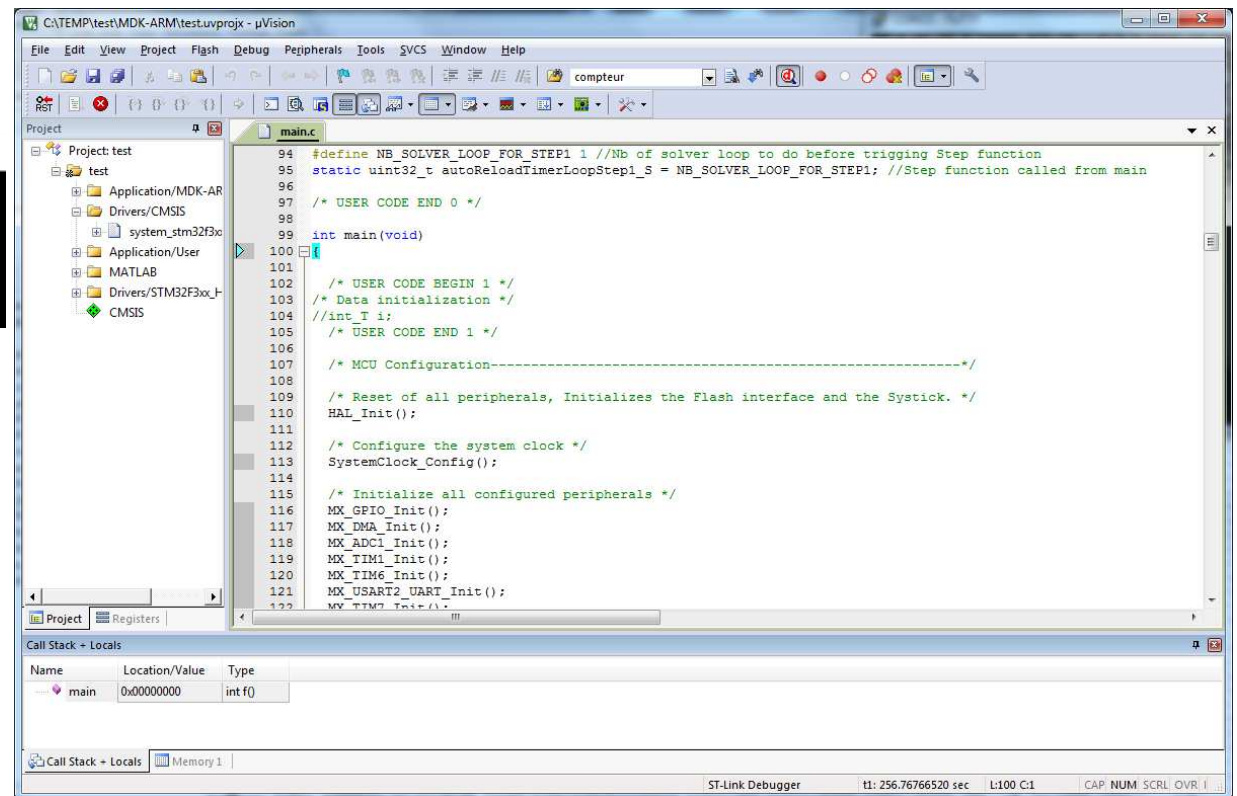 C:\TEMP\test\MDK-ARM\test.uvprojx - µVision
File Edit View Project Flash Debug Peripherals Tools SVCS Window Help
compteur
RST
Project
Project: test
test
Application/MDK-AR
Drivers/CMSIS
system_stm32f3xx
Application/User
MATLAB
Drivers/STM32F3xx_H
CMSIS
Project Registers
main.c
94 #define NB_SOLVER_LOOP_FOR_STEP1 1 //Nb of solver loop to do before trigging Step function
95 static uint32_t autoReloadTimerLoopStep1_S = NB_SOLVER_LOOP_FOR_STEP1; //Step function called from main
96
97 /* USER CODE END 0 */
98
99 int main(void)
100 {
101
102 /* USER CODE BEGIN 1 */
103 /* Data initialization */
104 //int_T i;
105 /* USER CODE END 1 */
106
107 /* MCU Configuration----------------------------------------------------------*/
108
109 /* Reset of all peripherals, Initializes the Flash interface and the Systick. */
110 HAL_Init();
111
112 /* Configure the system clock */
113 SystemClock_Config();
114
115 /* Initialize all configured peripherals */
116 MX_GPIO_Init();
117 MX_DMA_Init();
118 MX_ADC1_Init();
119 MX_TIM1_Init();
120 MX_TIM6_Init();
121 MX_USART2_UART_Init();
122 MX_TIM7_Init();
Call Stack + Locals
Name Location/Value Type
main 0x00000000 int f()
Call Stack + Locals Memory 1
ST-Link Debugger t1: 256.76766520 sec L:100 C:1 CAP NUM SCRL OVR